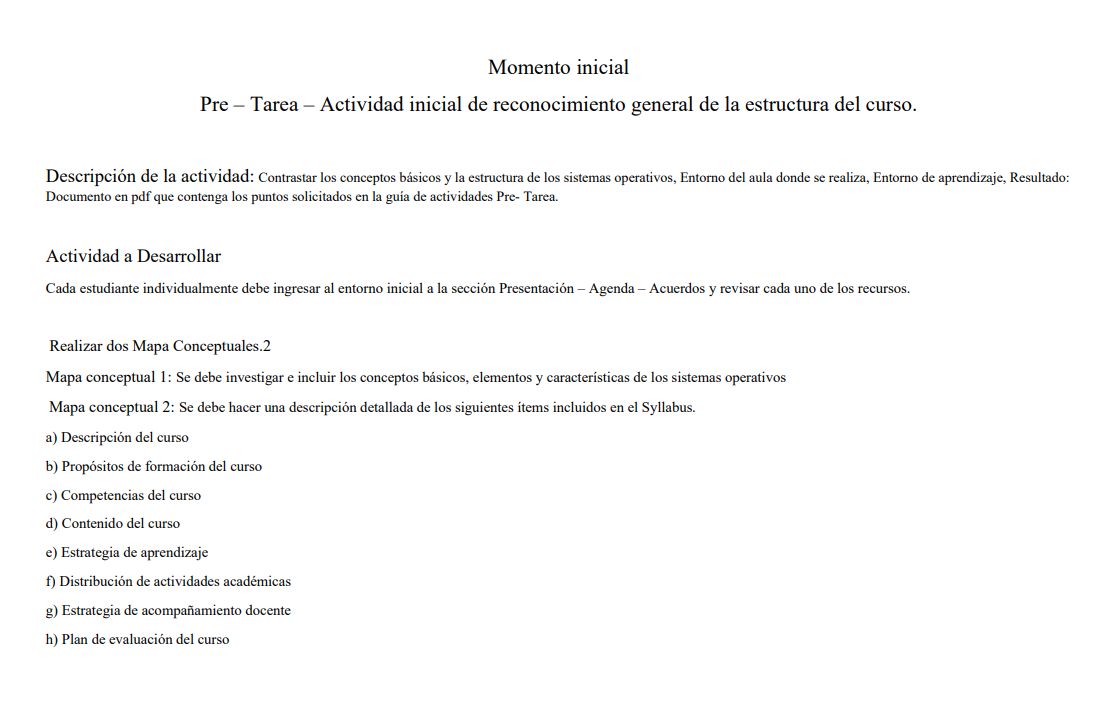 Momento inicial
Pre – Tarea – Actividad inicial de reconocimiento general de la estructura del curso.
Descripción de la actividad: Contrastar los conceptos básicos y la estructura de los sistemas operativos, Entorno del aula donde se realiza, Entorno de aprendizaje, Resultado:
Documento en pdf que contenga los puntos solicitados en la guía de actividades Pre- Tarea.
Actividad a Desarrollar
Cada estudiante individualmente debe ingresar al entorno inicial a la sección Presentación – Agenda – Acuerdos y revisar cada uno de los recursos.
Realizar dos Mapa Conceptuales.2
Mapa conceptual 1: Se debe investigar e incluir los conceptos básicos, elementos y características de los sistemas operativos
Mapa conceptual 2: Se debe hacer una descripción detallada de los siguientes ítems incluidos en el Syllabus.
a) Descripción del curso
b) Propósitos de formación del curso
c) Competencias del curso
d) Contenido del curso
e) Estrategia de aprendizaje
f) Distribución de actividades académicas
g) Estrategia de acompañamiento docente
h) Plan de evaluación del curso